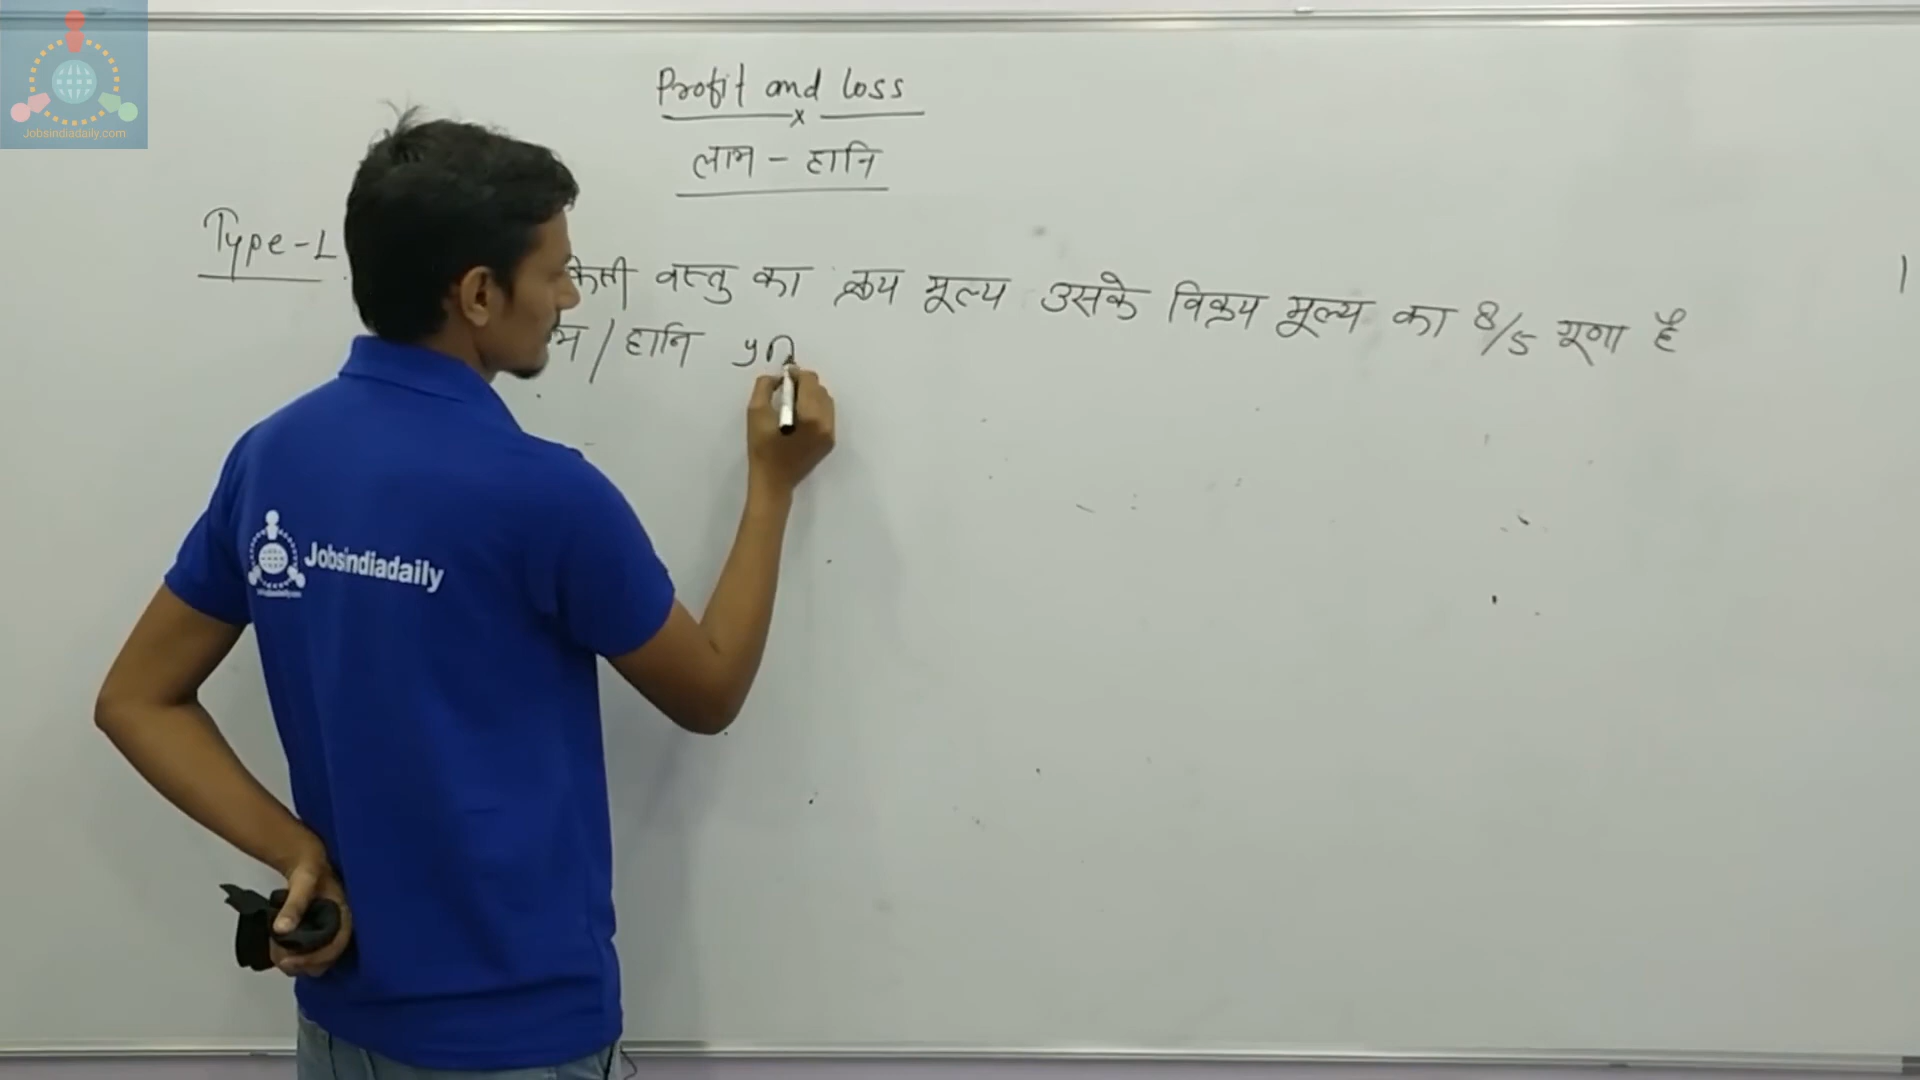 Jobsindiadaily.com
Profit and loss
x
लाभ - हानि
Type-1
किसी वस्तु का क्रय मूल्य उसके विक्रय मूल्य का 8/5 गूणा है
/ हानि
Jobsindiadaily